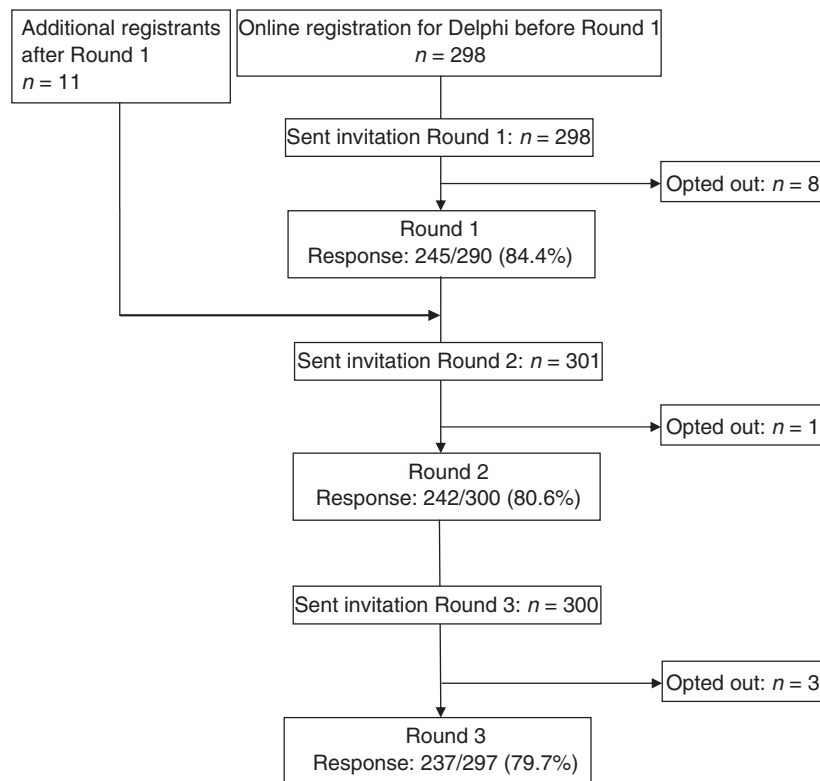 Additional registrants
after Round 1
n = 11
Online registration for Delphi before Round 1
n = 298
Sent invitation Round 1: n = 298
Opted out: n = 8
Round 1
Response: 245/290 (84.4%)
Sent invitation Round 2: n = 301
Opted out: n = 1
Round 2
Response: 242/300 (80.6%)
Sent invitation Round 3: n = 300
Opted out: n = 3
Round 3
Response: 237/297 (79.7%)